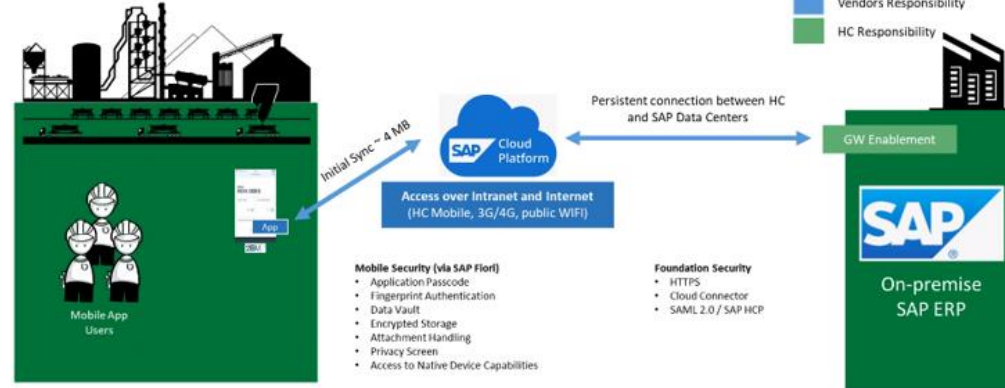 Vendors Responsibility
HC Responsibility
Initial Sync ~ 4 MB
SAP Cloud
Platform
Persistent connection between HC
and SAP Data Centers
GW Enablement
Access over Intranet and Internet
(HC Mobile, 3G/4G, public WIFI)
App
Mobile App
Users
Mobile Security (via SAP Fiori)
• Application Passcode
• Fingerprint Authentication
• Data Vault
• Encrypted Storage
• Attachment Handling
• Privacy Screen
• Access to Native Device Capabilities
Foundation Security
• HTTPS
• Cloud Connector
• SAML 2.0 / SAP HCP
SAP®
On-premise
SAP ERP